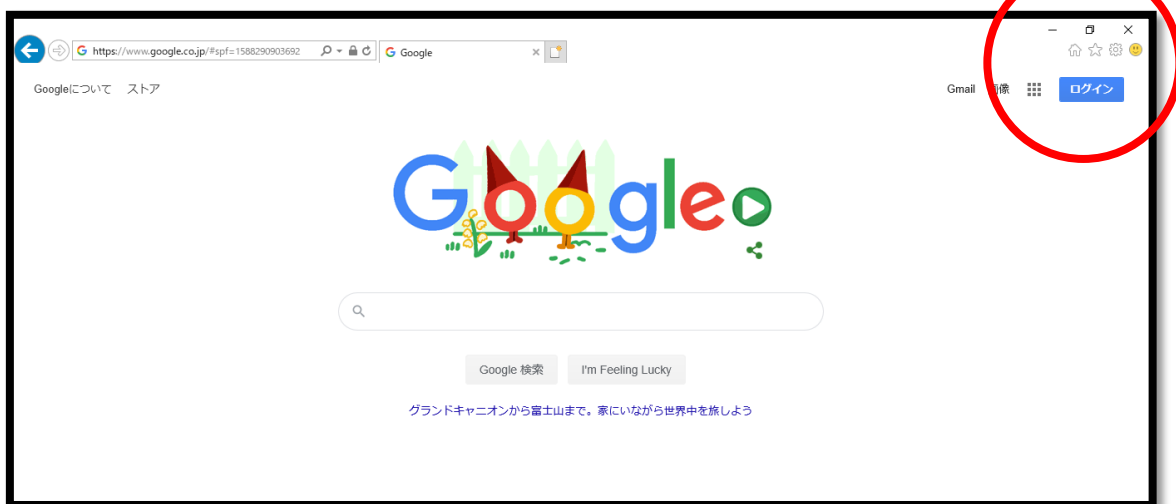 https://www.google.co.jp/#spf=1588290903692
Google
Googleについて ストア
Gmail 画像 ログイン
Google
Google 検索 I'm Feeling Lucky
グランドキャニオンから富士山まで。家にいながら世界中を旅しよう